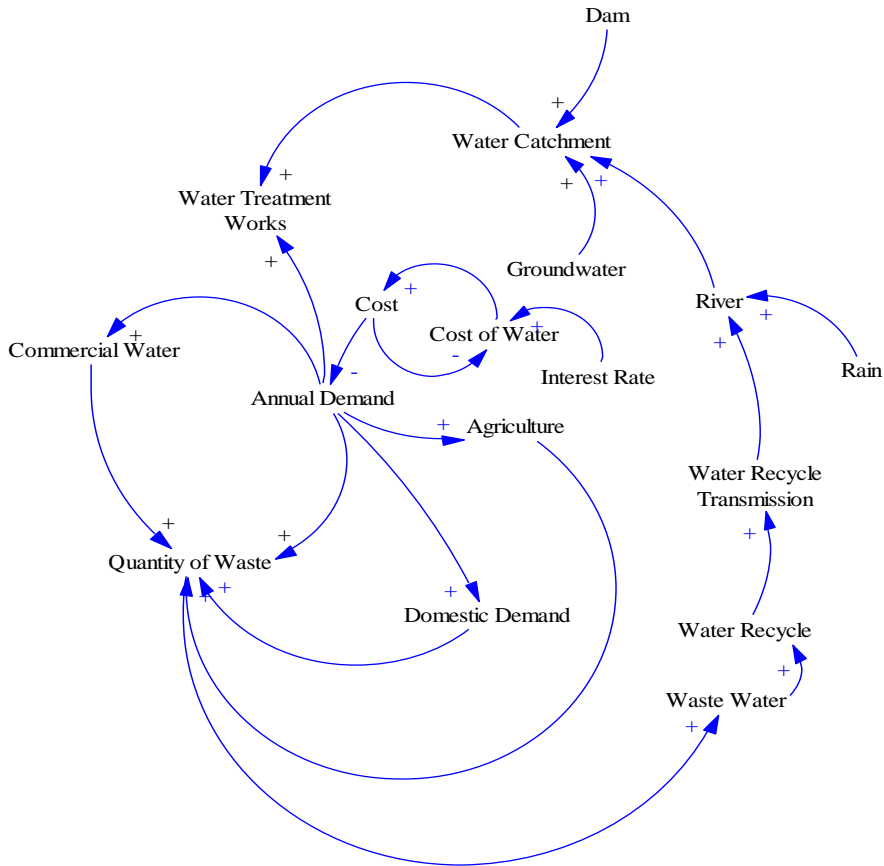 Dam
+
Water Catchment
+
+
+
Water Treatment
Works
+
Groundwater
Cost
+
River
+
+
Commercial Water
+
Cost of Water
+
-
Interest Rate
Rain
-
Annual Demand
Agriculture
+
Water Recycle
Transmission
+
+
+
Quantity of Waste
+
+
+
Domestic Demand
Water Recycle
+
Waste Water
+